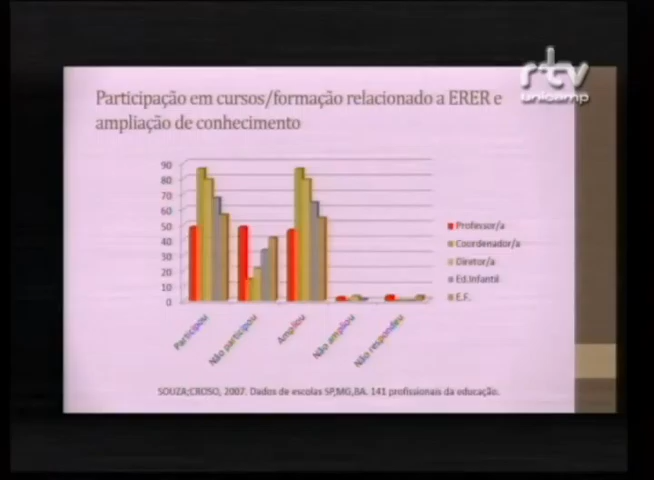 rtv
unicamp
Participação em cursos/formação relacionado a ERER e
ampliação de conhecimento
90
80
70
60
50
40
30
20
10
0
Participou
Não participou
Ampliou
Não ampliou
Não respondeu
Professor/a
Coordenador/a
Diretor/a
Ed.Infantil
E.F.
SOUZA;CROSO, 2007. Dados de escolas SP,MG,BA. 141 profissionais da educação.